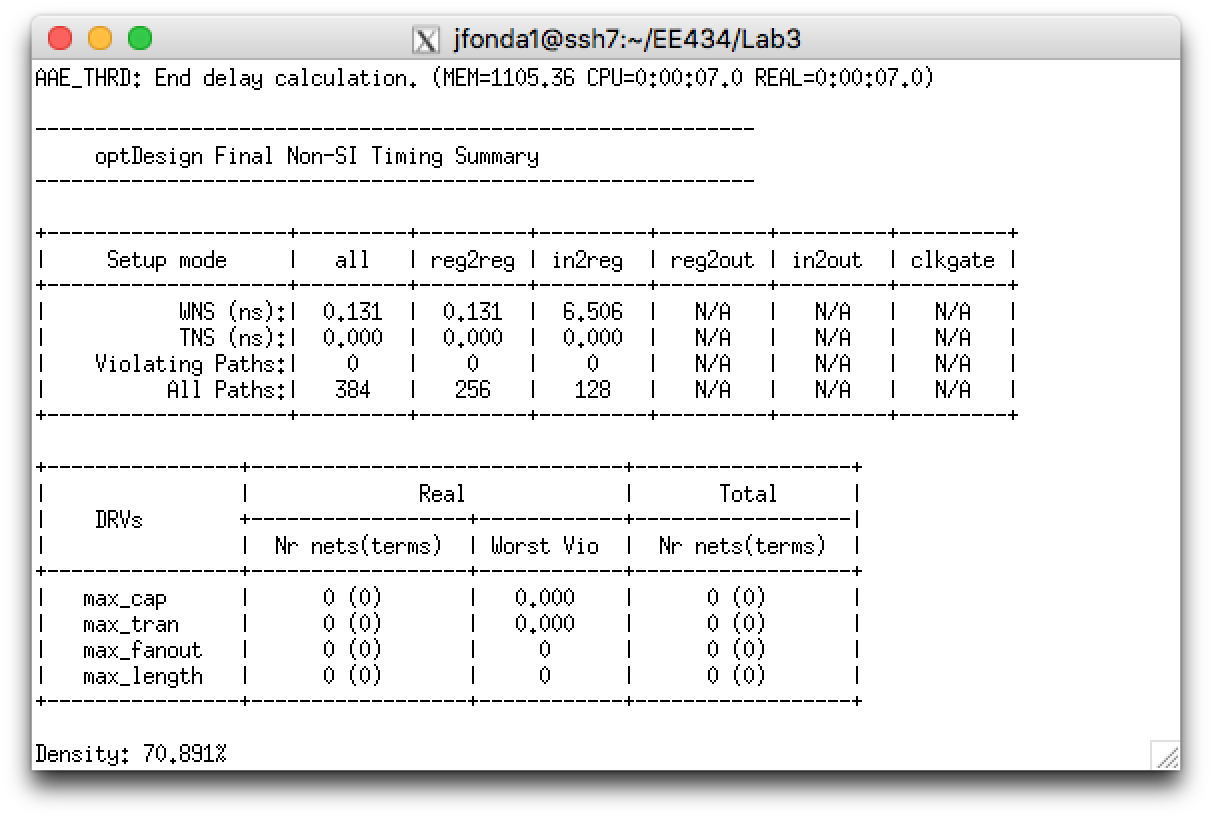 jfonda1@ssh7:~/EE434/Lab3
AAE_THRD: End delay calculation. (MEM=1105.36 CPU=0:00:07.0 REAL=0:00:07.0)
------------------------------------------------------------
     optDesign Final Non-SI Timing Summary
------------------------------------------------------------
+--------------------+---------+---------+---------+---------+---------+---------+
|     Setup mode     |   all   | reg2reg | in2reg  | reg2out | in2out  | clkgate |
+--------------------+---------+---------+---------+---------+---------+---------+
|           WNS (ns):|  0.131  |  0.131  |  6.506  |   N/A   |   N/A   |   N/A   |
|           TNS (ns):|  0.000  |  0.000  |  0.000  |   N/A   |   N/A   |   N/A   |
|    Violating Paths:|    0    |    0    |    0    |   N/A   |   N/A   |   N/A   |
|          All Paths:|   384   |   256   |   128   |   N/A   |   N/A   |   N/A   |
+--------------------+---------+---------+---------+---------+---------+---------+
+----------------+-------------------------------+------------------+
|                |              Real             |       Total      |
|    DRVs        +------------------+------------+------------------|
|                |  Nr nets(terms)  | Worst Vio  |  Nr nets(terms)  |
+----------------+------------------+------------+------------------+
|   max_cap      |      0 (0)       |   0.000    |      0 (0)       |
|   max_tran     |      0 (0)       |   0.000    |      0 (0)       |
|   max_fanout   |      0 (0)       |     0      |      0 (0)       |
|   max_length   |      0 (0)       |     0      |      0 (0)       |
+----------------+------------------+------------+------------------+
Density: 70.891%